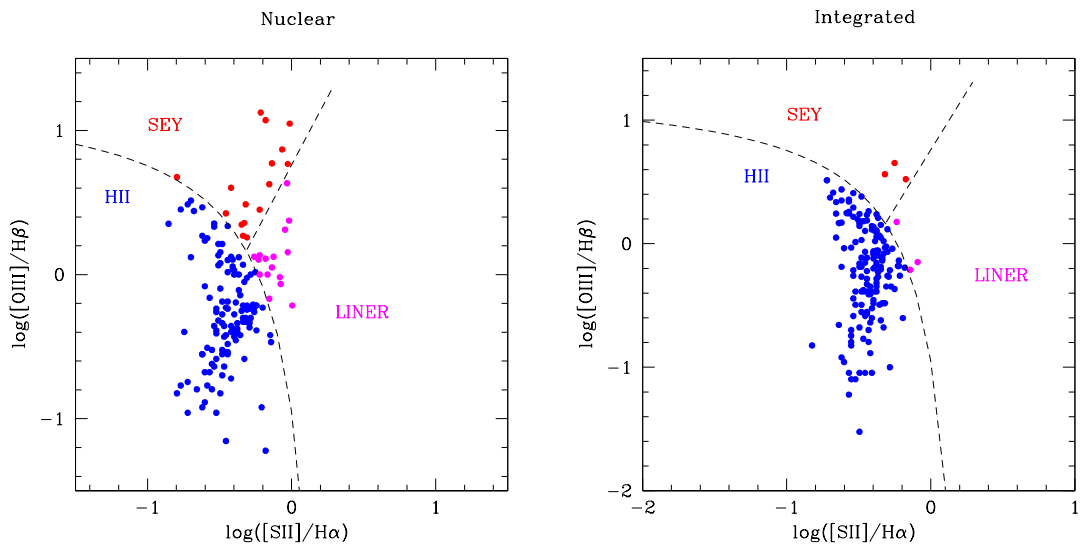 Nuclear
SEY
HII
LINER
1
0
−1
−1
0
1
log([OIII]/Hβ)
log([SII]/Hα)
Integrated
SEY
HII
LINER
1
0
−1
−2
−2
−1
0
1
log([OIII]/Hβ)
log([SII]/Hα)